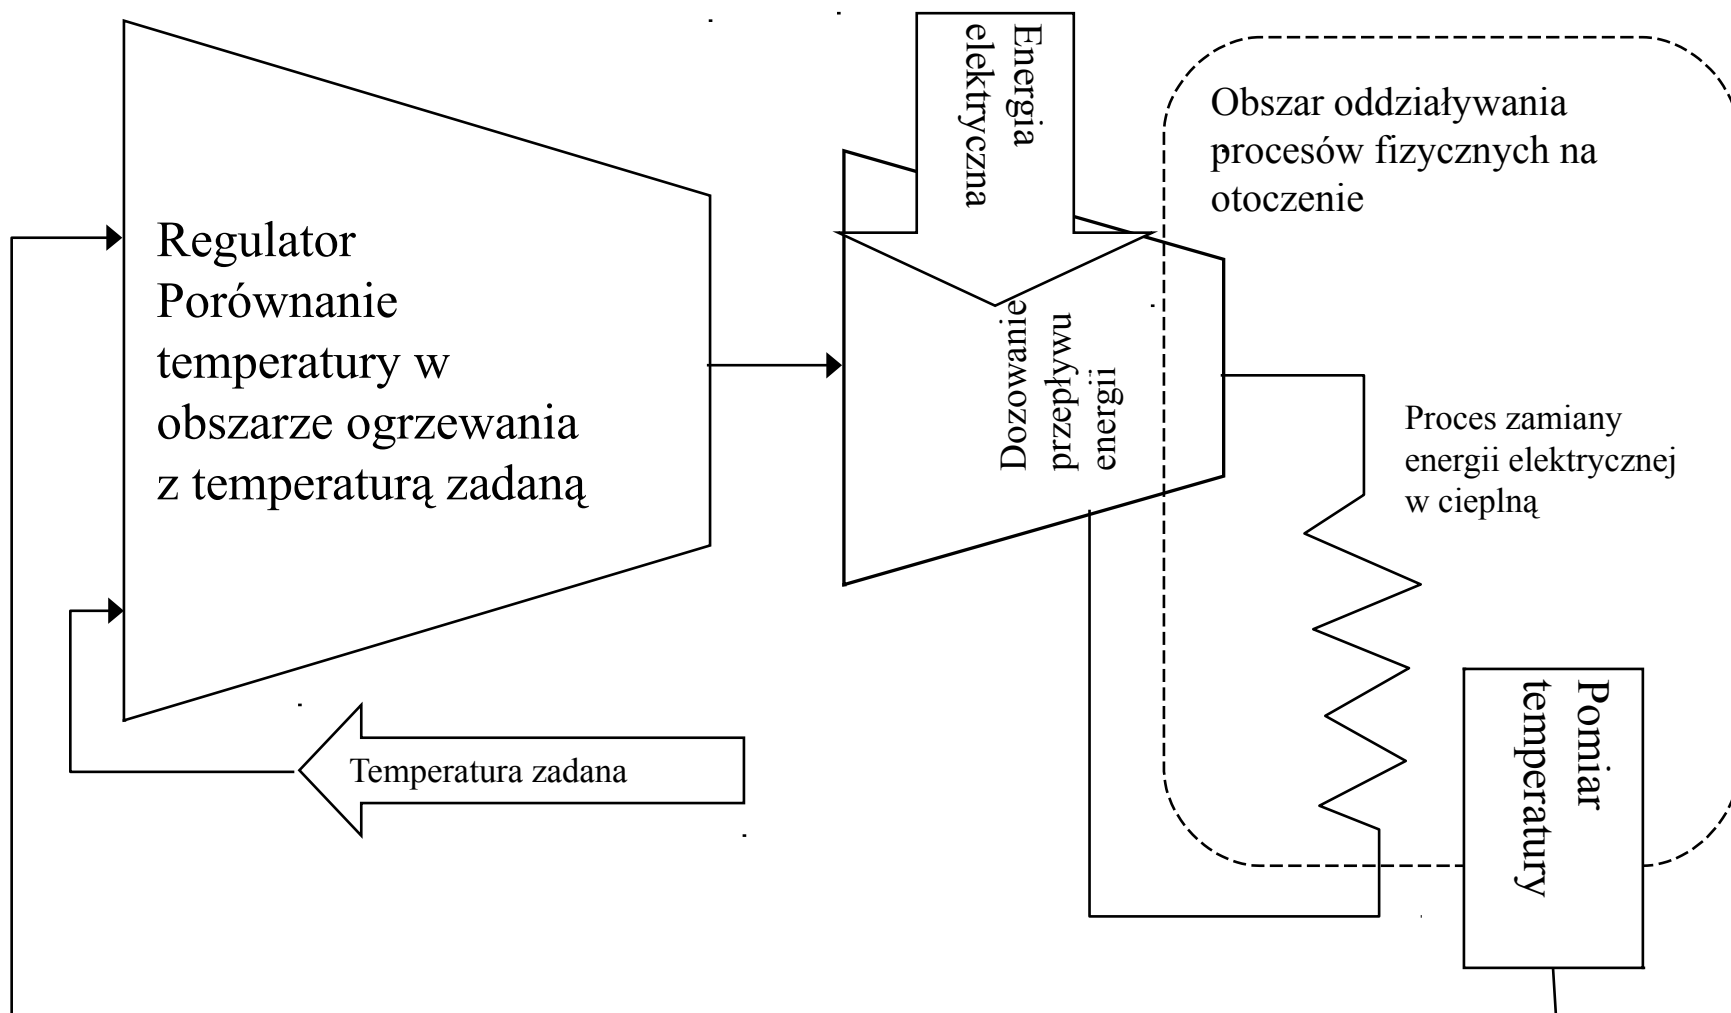 Energia
elektryczna
Obszar oddziaływania
procesów fizycznych na
otoczenie
Regulator
Porównanie
temperatury w
obszarze ogrzewania
z temperaturą zadaną
Dozowanie
przepływu
energii
Proces zamiany
energii elektrycznej
w cieplną
Pomiar
temperatury
Temperatura zadana